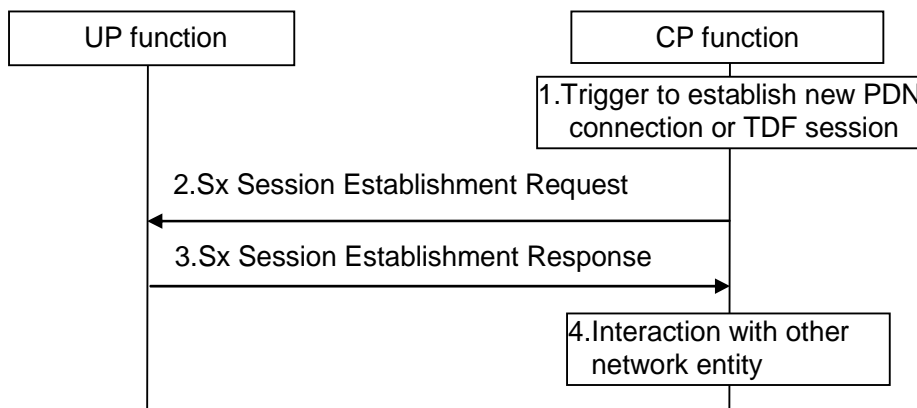 UP function
CP function
1.Trigger to establish new PDN
connection or TDF session
2.Sx Session Establishment Request
3.Sx Session Establishment Response
4.Interaction with other
network entity